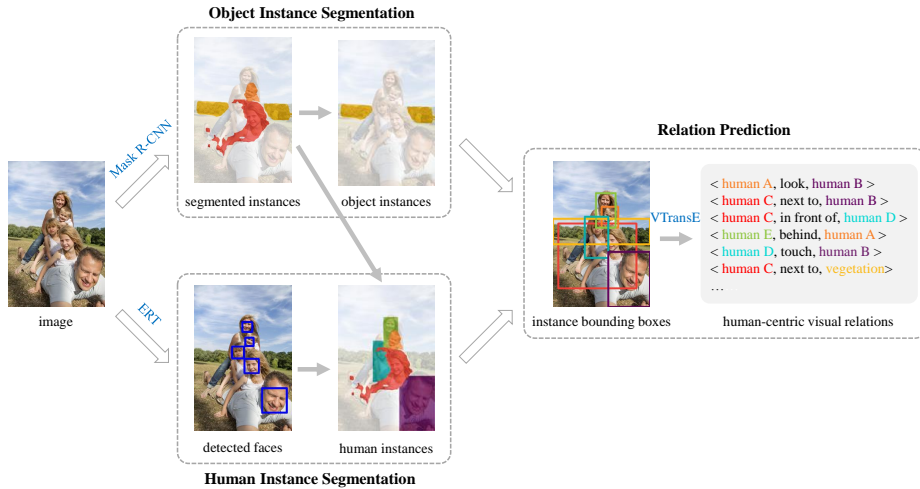 Object Instance Segmentation
Mask R-CNN
segmented instances
object instances
image
ERT
detected faces
human instances
Human Instance Segmentation
Relation Prediction
VTransE
instance bounding boxes
< human A, look, human B >
< human C, next to, human B >
< human C, in front of, human D >
< human E, behind, human A >
< human D, touch, human B >
< human C, next to, vegetation>
…
human-centric visual relations